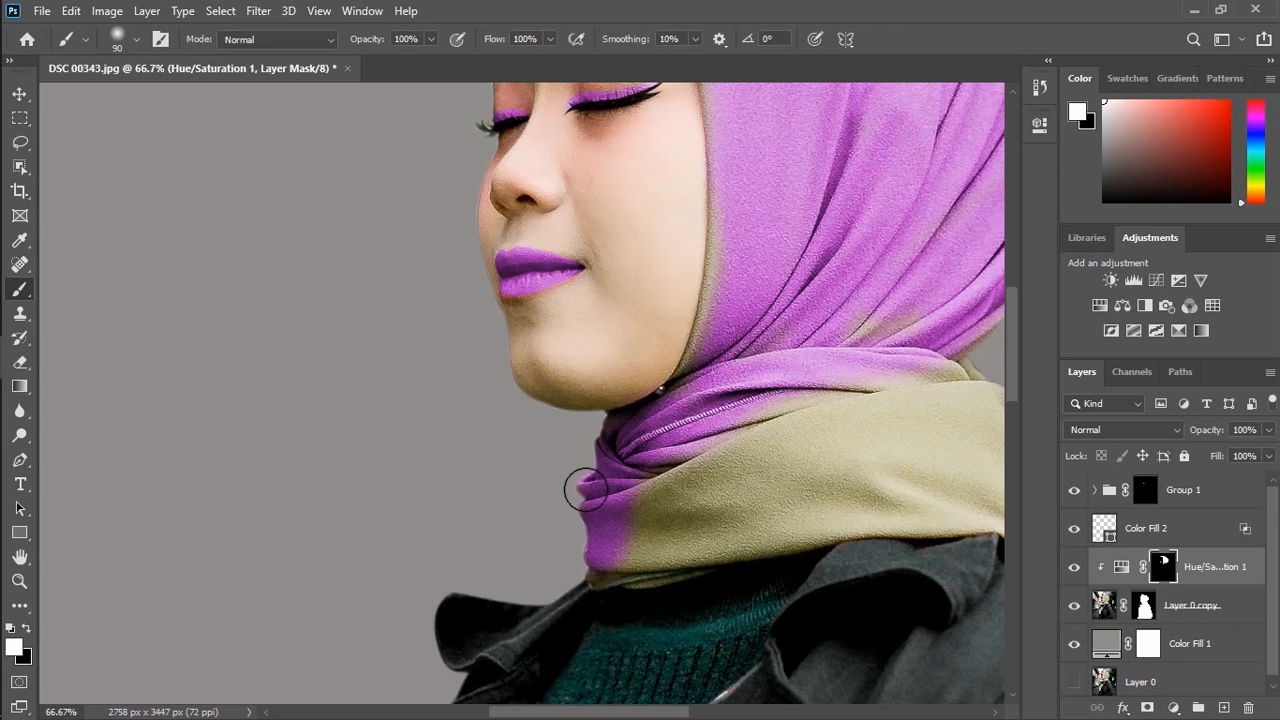 Ps File Edit Image Layer Type Select Filter 3D View Window Help
90 Mode: Normal Opacity: 100% Flow: 100% Smoothing: 10% 0°
DSC 00343.jpg @ 66.7% (Hue/Saturation 1, Layer Mask/8) *
Color Swatches Gradients Patterns
Libraries Adjustments
Add an adjustment
Layers Channels Paths
Kind
Normal Opacity: 100%
Lock: Fill: 100%
Group 1
Color Fill 2
Hue/Sa...tion 1
Layer 0 copy
Color Fill 1
Layer 0
66.67% 2758 px x 3447 px (72 ppi)